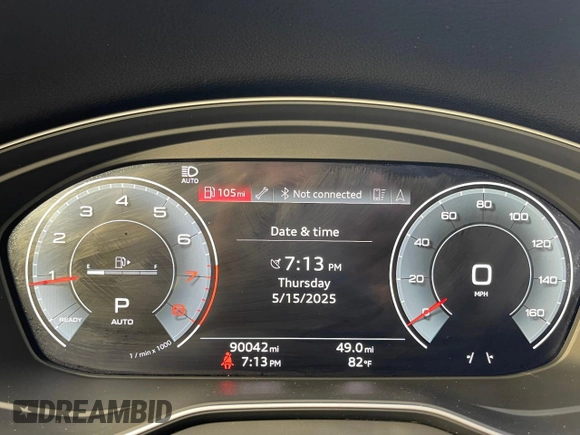 AUTO
105 mi Not connected
Date & time
7:13 PM
Thursday
5/15/2025
90042 mi 49.0 mi
7:13 PM 82°F
READY 1 2 3 4 5 6 7 8
E F
P
AUTO
1 / min x 1000
0 20 40 60 80 100 120 140 160
0
MPH
DREAMBID